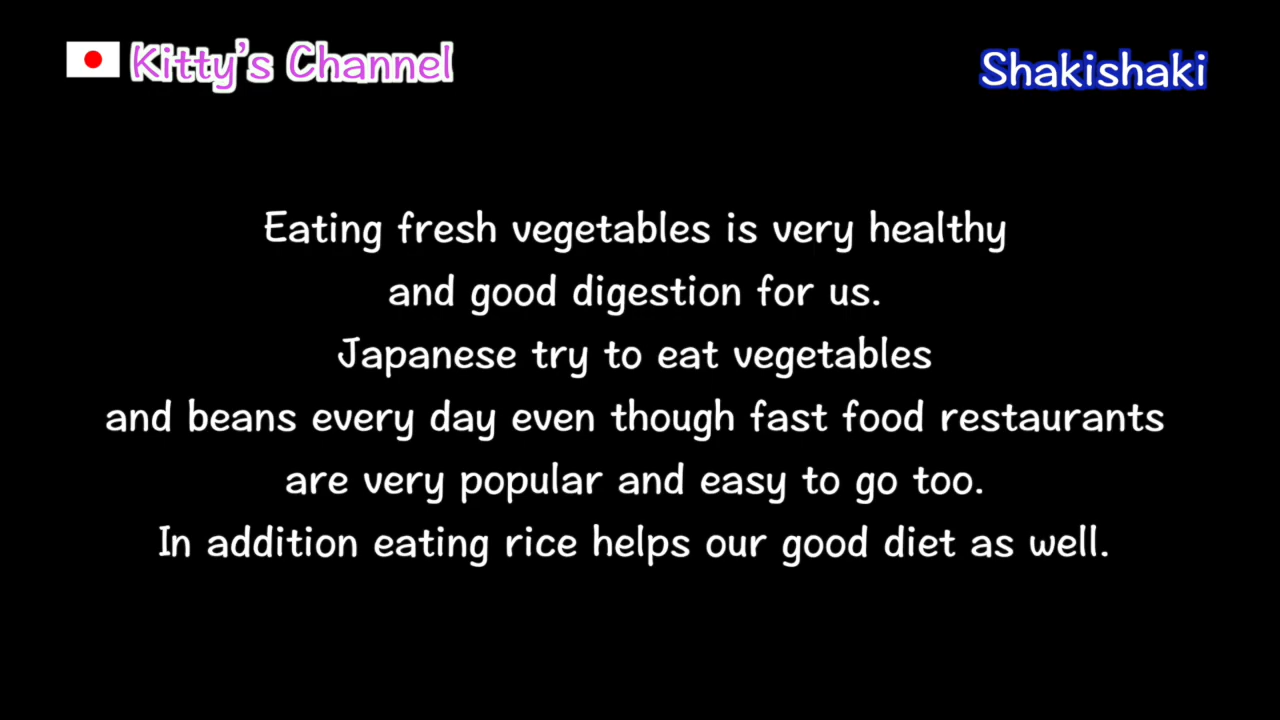 Kitty's Channel
Shakishaki
Eating fresh vegetables is very healthy
and good digestion for us.
Japanese try to eat vegetables
and beans every day even though fast food restaurants
are very popular and easy to go too.
In addition eating rice helps our good diet as well.